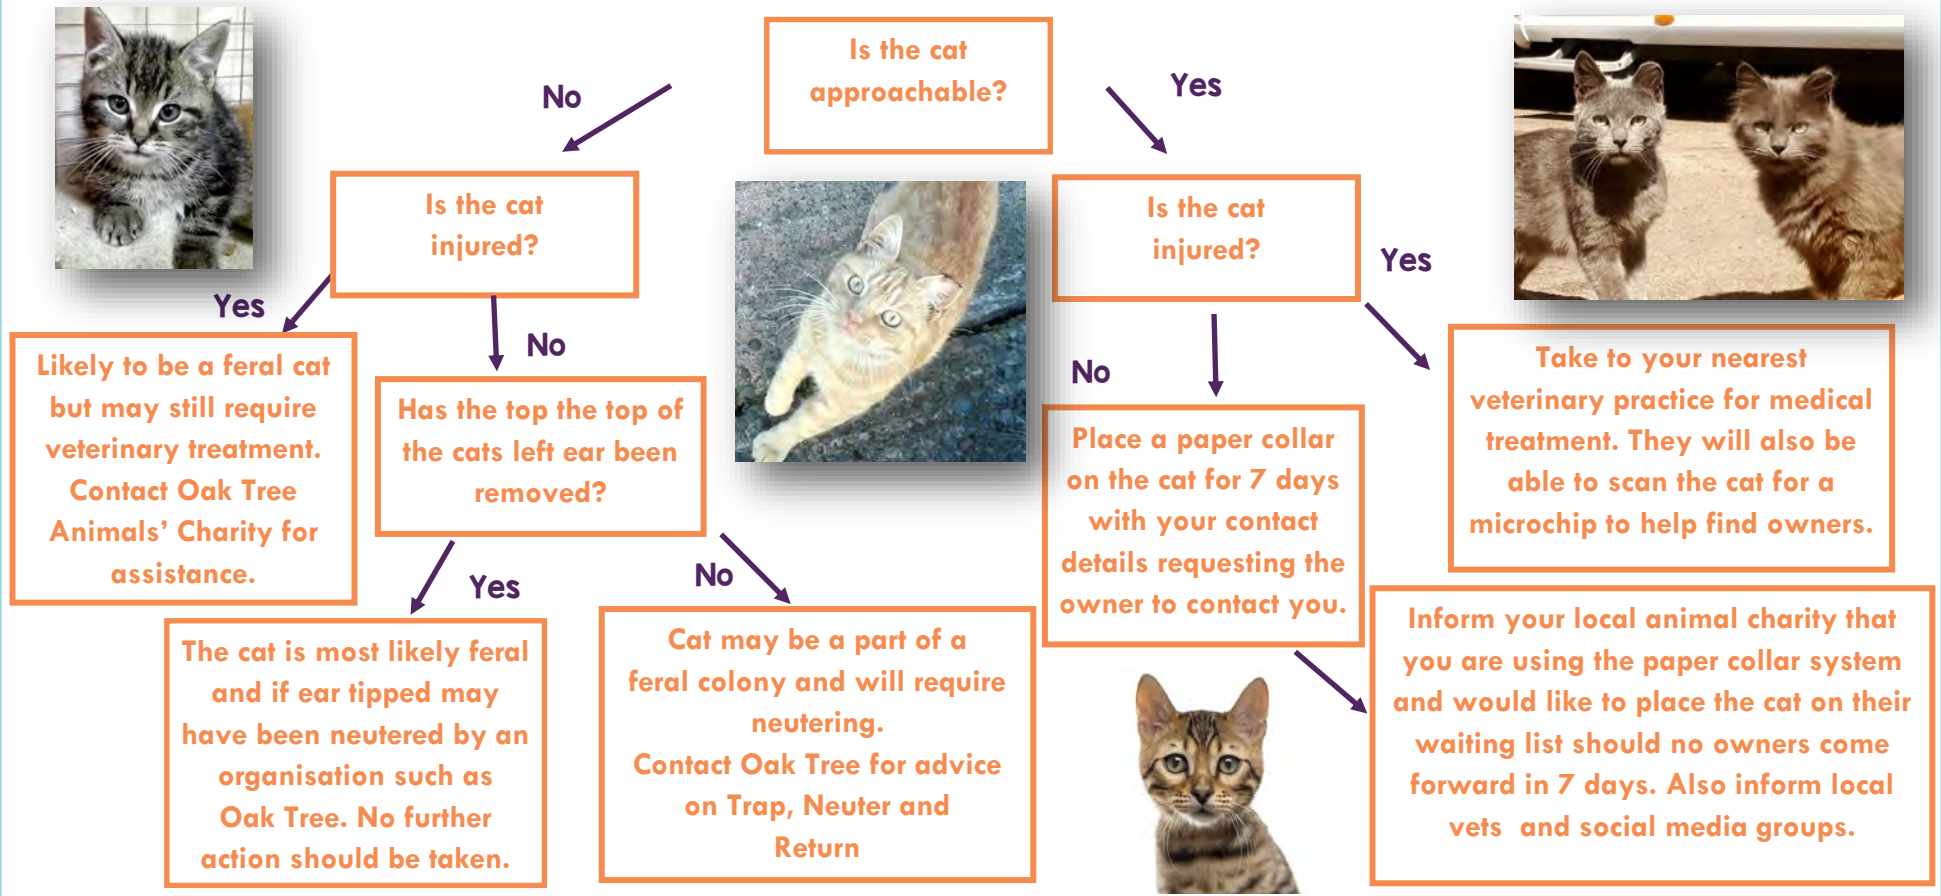 Is the cat
approachable?
No
Yes
Is the cat
injured?
Is the cat
injured?
Yes
No
No
Yes
Likely to be a feral cat
but may still require
veterinary treatment.
Contact Oak Tree
Animals’ Charity for
assistance.
Has the top the top of
the cats left ear been
removed?
Place a paper collar
on the cat for 7 days
with your contact
details requesting the
owner to contact you.
Take to your nearest
veterinary practice for medical
treatment. They will also be
able to scan the cat for a
microchip to help find owners.
Yes
No
The cat is most likely feral
and if ear tipped may
have been neutered by an
organisation such as
Oak Tree. No further
action should be taken.
Cat may be a part of a
feral colony and will require
neutering.
Contact Oak Tree for advice
on Trap, Neuter and
Return
Inform your local animal charity that
you are using the paper collar system
and would like to place the cat on their
waiting list should no owners come
forward in 7 days. Also inform local
vets  and social media groups.